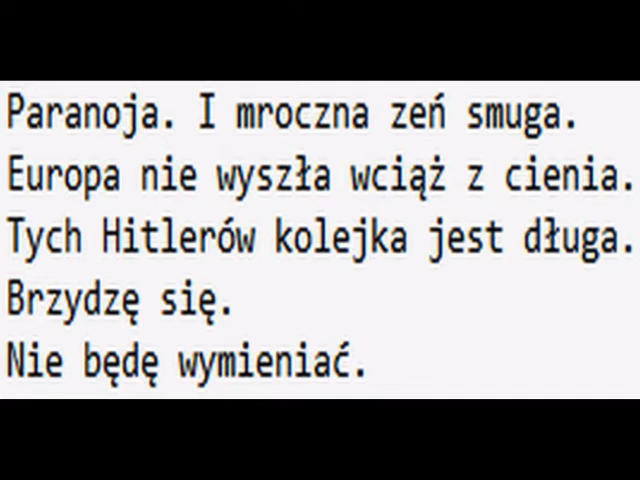 Paranoja. I mroczna zeń smuga.
Europa nie wyszła wciąż z cienia.
Tych Hitlerów kolejka jest długa.
Brzydzę się.
Nie będę wymieniać.